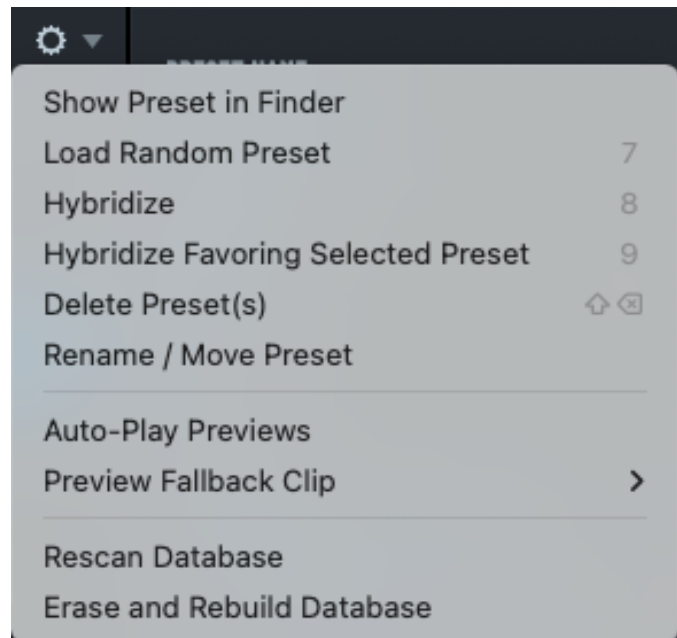 Show Preset in Finder
Load Random Preset 7
Hybridize 8
Hybridize Favoring Selected Preset 9
Delete Preset(s) ⇧ ⌫
Rename / Move Preset
Auto-Play Previews
Preview Fallback Clip
Rescan Database
Erase and Rebuild Database